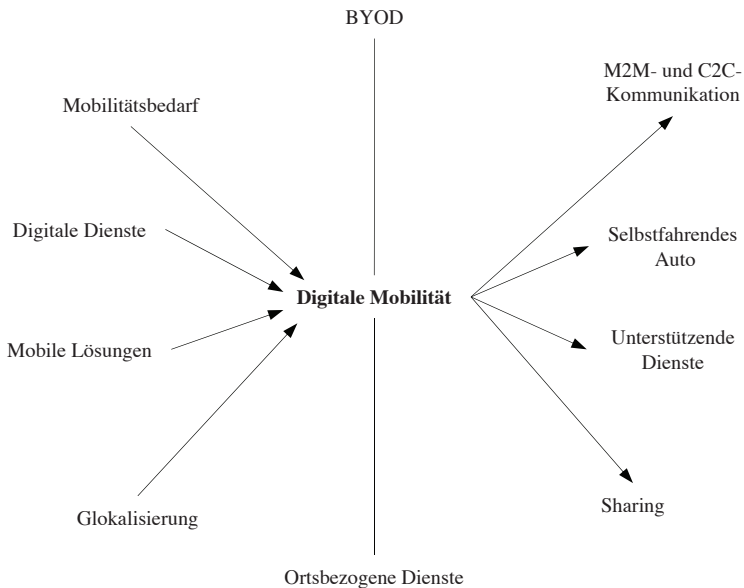 BYOD
M2M- und C2C-
Kommunikation
Mobilitätsbedarf
Digitale Dienste
Selbstfahrendes
Auto
Digitale Mobilität
Mobile Lösungen
Unterstützende
Dienste
Glokalisierung
Sharing
Ortsbezogene Dienste